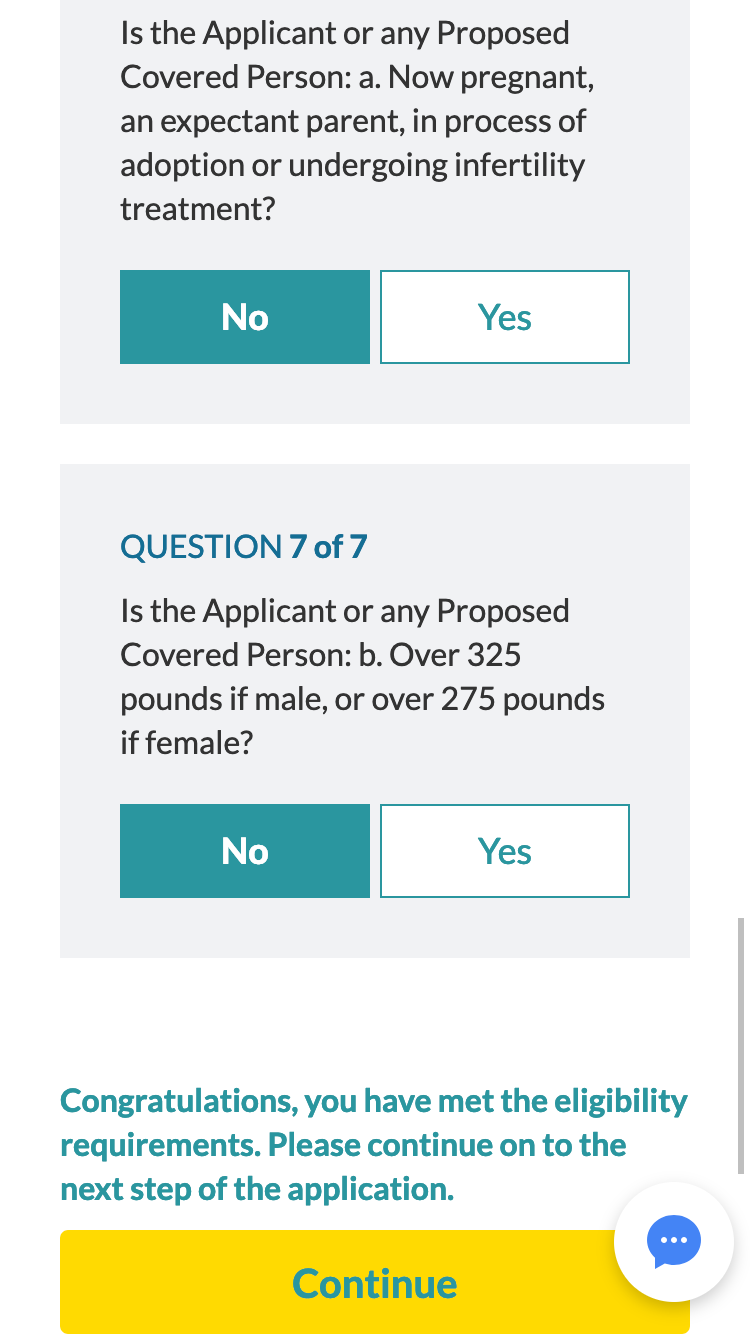 Is the Applicant or any Proposed
Covered Person: a. Now pregnant,
an expectant parent, in process of
adoption or undergoing infertility
treatment?
No
Yes
QUESTION 7 of 7
Is the Applicant or any Proposed
Covered Person: b. Over 325
pounds if male, or over 275 pounds
if female?
No
Yes
Congratulations, you have met the eligibility
requirements. Please continue on to the
next step of the application.
Continue